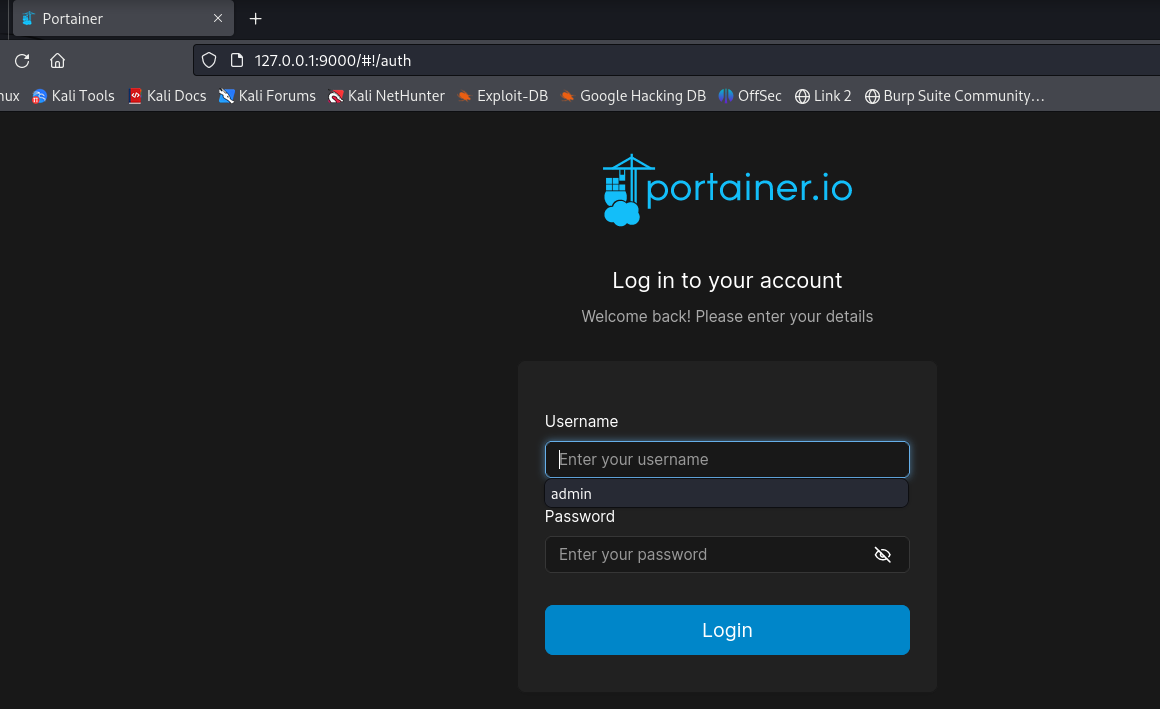 Portainer
127.0.0.1:9000/#!/auth
nux Kali Tools Kali Docs Kali Forums Kali NetHunter Exploit-DB Google Hacking DB OffSec Link 2 Burp Suite Community…
portainer.io
Log in to your account
Welcome back! Please enter your details
Username
Enter your username
admin
Password
Enter your password
Login